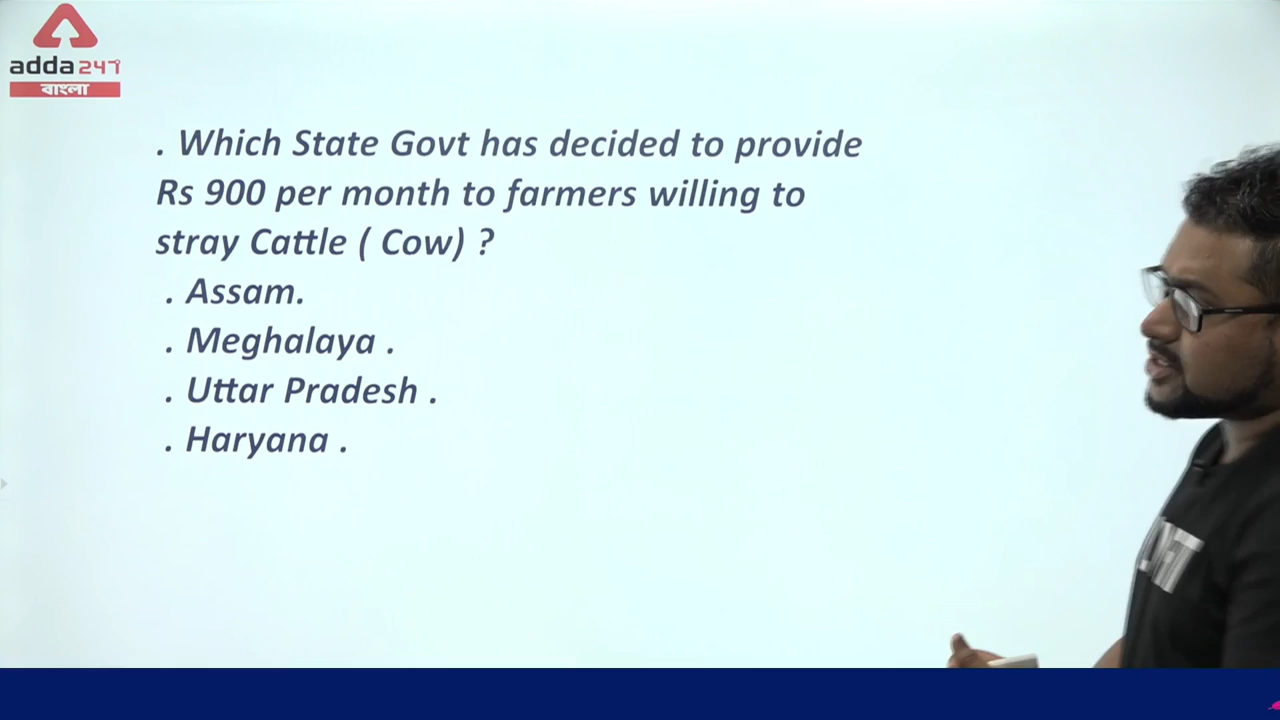 adda247
বাংলা
. Which State Govt has decided to provide
Rs 900 per month to farmers willing to
stray Cattle ( Cow) ?
. Assam.
. Meghalaya .
. Uttar Pradesh .
. Haryana .